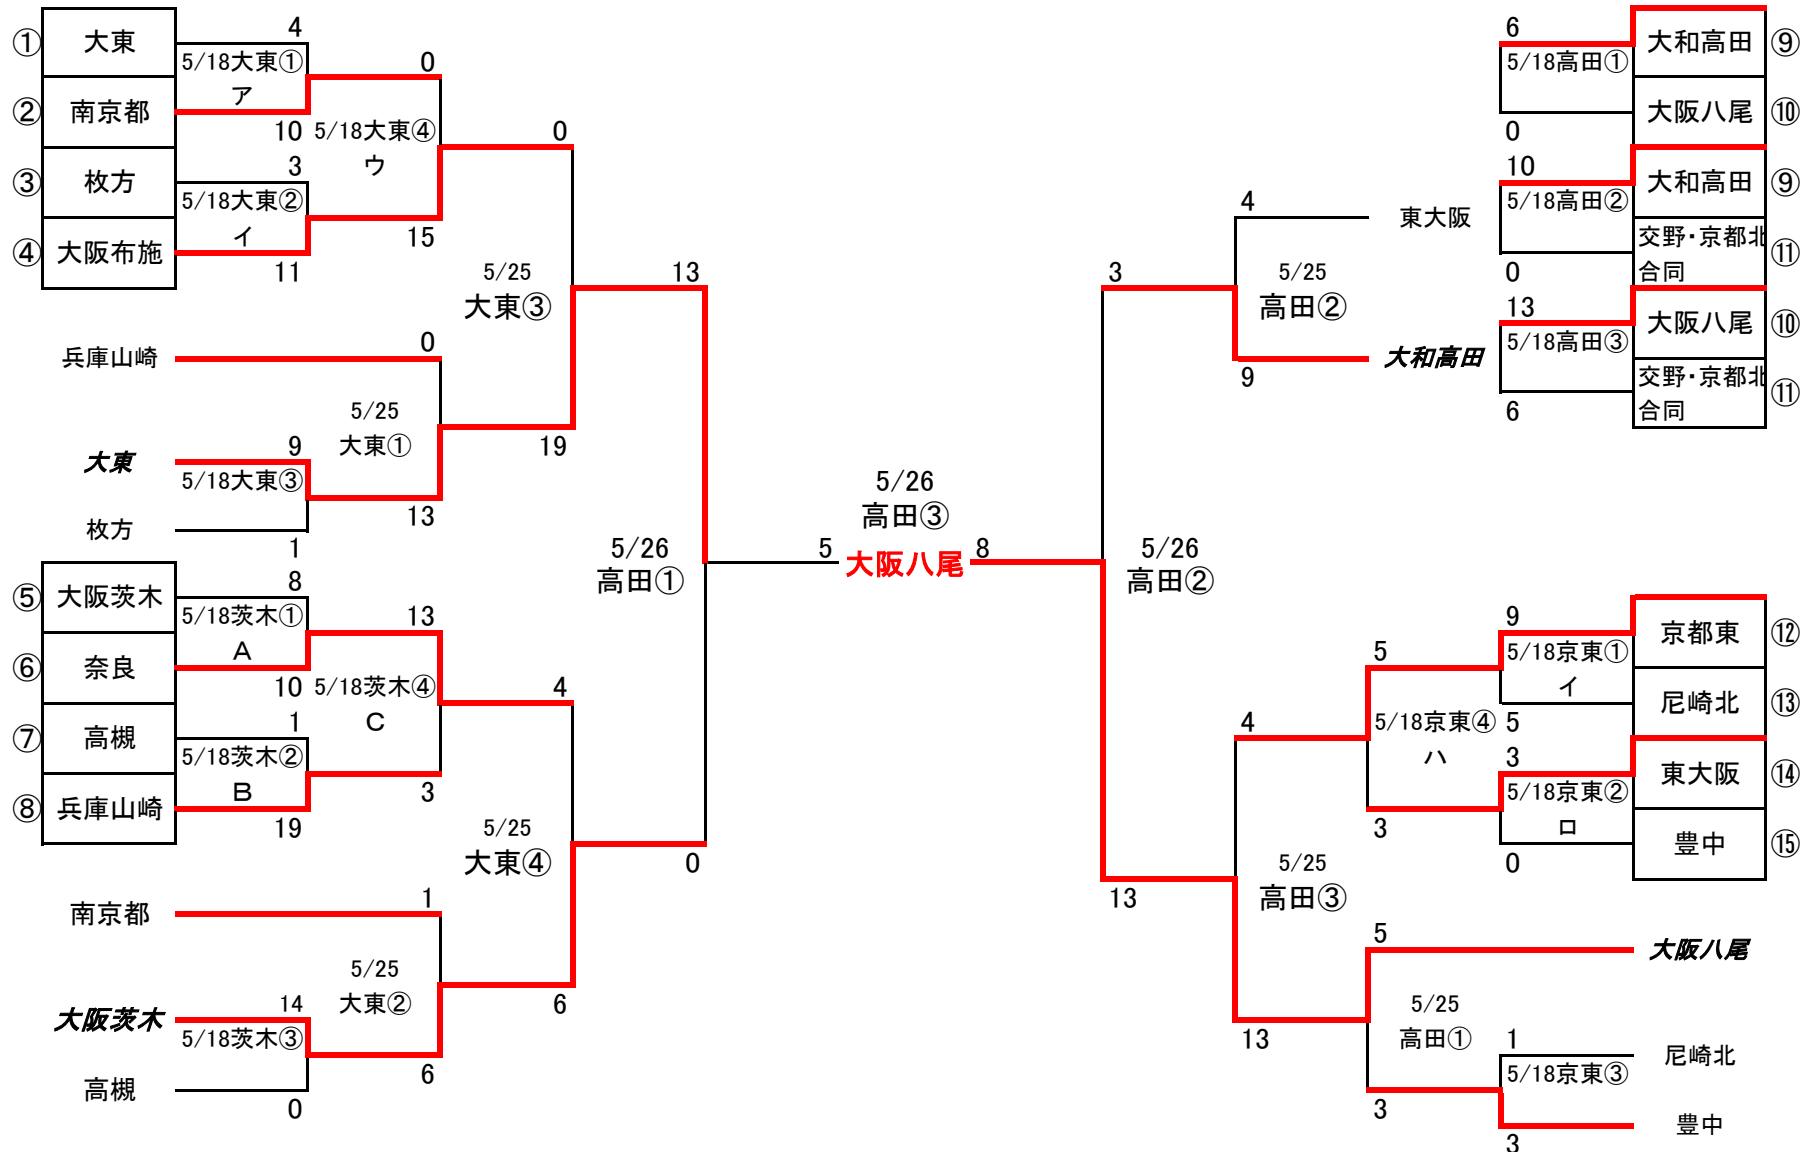 ① 大東 4
5/18大東① 0
ア
② 南京都
10 5/18大東④ 0
③ 枚方 3 ウ
5/18大東②
イ 15
④ 大阪布施
11 5/25 13
大東③
兵庫山崎 0
5/25
大東 9 大東① 19
5/18大東③
枚方 13
1
⑤ 大阪茨木 8
5/18茨木① 13
A
⑥ 奈良
10 5/18茨木④ 4
⑦ 高槻 1 C
5/18茨木②
B 3
⑧ 兵庫山崎
19 5/25
大東④ 0
南京都 1
5/25
大阪茨木 14 大東② 6
5/18茨木③
高槻 6
0
5/26
高田①
5/26
高田③
5 大阪八尾 8
5/26
高田②
6 大和高田 ⑨
5/18高田①
大阪八尾 ⑩
0
10 大和高田 ⑨
5/18高田②
交野・京都北 ⑪
合同
0
13 大阪八尾 ⑩
5/18高田③
交野・京都北 ⑪
合同
6
4 東大阪
3 5/25
高田②
9 大和高田
9 京都東 ⑫
5 5/18京東①
イ 尼崎北 ⑬
4 5/18京東④ 5
ハ 3 東大阪 ⑭
5/18京東②
3 ロ 豊中 ⑮
0
13 5/25
高田③
5 大阪八尾
5/25
13 高田① 1 尼崎北
5/18京東③
3 豊中
3